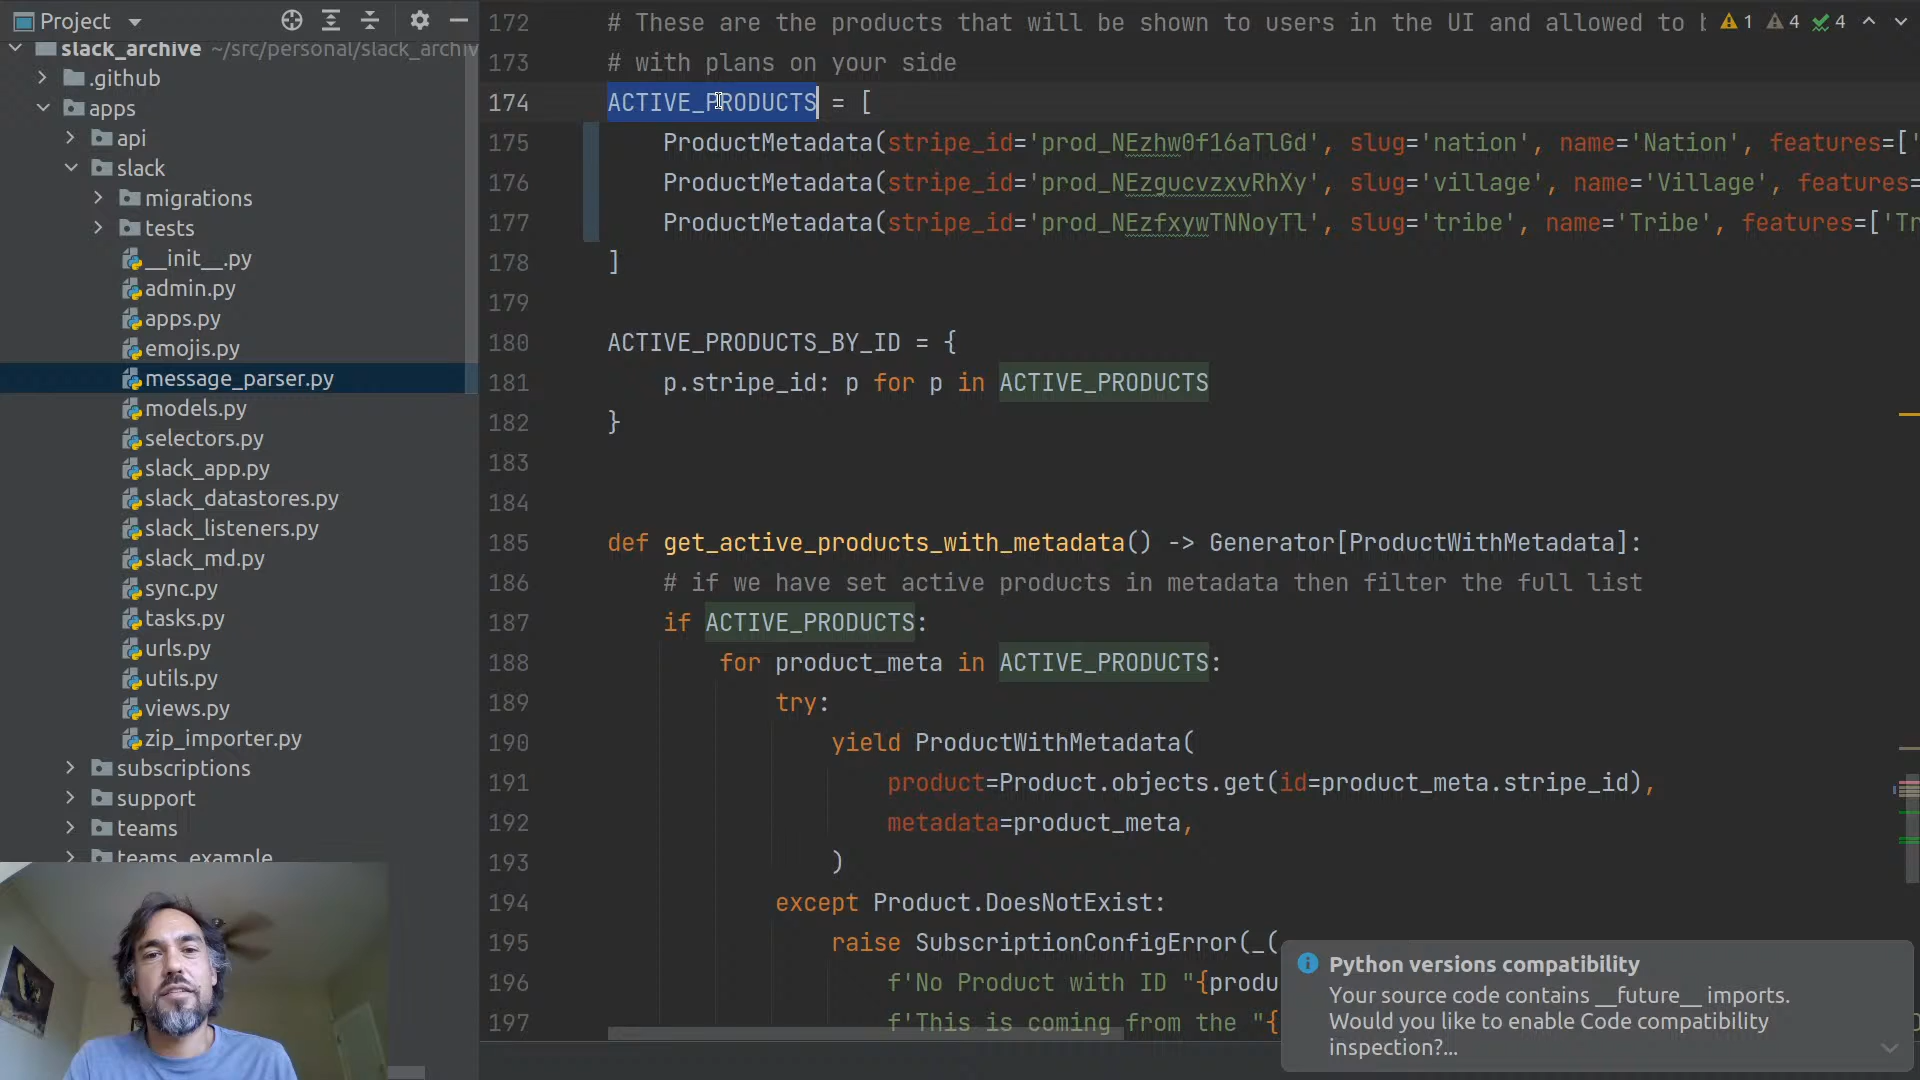 Project
slack_archive ~/src/personal/slack_archiv
.github
apps
api
slack
migrations
tests
__init__.py
admin.py
apps.py
emojis.py
message_parser.py
models.py
selectors.py
slack_app.py
slack_datastores.py
slack_listeners.py
slack_md.py
sync.py
tasks.py
urls.py
utils.py
views.py
zip_importer.py
subscriptions
support
teams
teams_example
172 # These are the products that will be shown to users in the UI and allowed to
1 4 4
173 # with plans on your side
174 ACTIVE_PRODUCTS = [
175 ProductMetadata(stripe_id='prod_NEzhw0f16aTlGd', slug='nation', name='Nation', features=['
176 ProductMetadata(stripe_id='prod_NEzgucvzxvRhXy', slug='village', name='Village', features=
177 ProductMetadata(stripe_id='prod_NEzfxywTNNoyTl', slug='tribe', name='Tribe', features=['Tr
178 ]
179
180 ACTIVE_PRODUCTS_BY_ID = {
181 p.stripe_id: p for p in ACTIVE_PRODUCTS
182 }
183
184
185 def get_active_products_with_metadata() -> Generator[ProductWithMetadata]:
186 # if we have set active products in metadata then filter the full list
187 if ACTIVE_PRODUCTS:
188 for product_meta in ACTIVE_PRODUCTS:
189 try:
190 yield ProductWithMetadata(
191 product=Product.objects.get(id=product_meta.stripe_id),
192 metadata=product_meta,
193 )
194 except Product.DoesNotExist:
195 raise SubscriptionConfigError(_(
196 f'No Product with ID "{produ
197 f'This is coming from the "{
Python versions compatibility
Your source code contains __future__ imports.
Would you like to enable Code compatibility
inspection?...